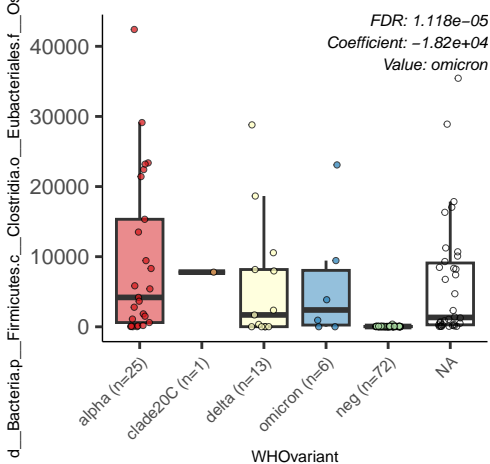 FDR: 1.118e−05
Coefficient: −1.82e+04
Value: omicron
d__Bacteria.p__Firmicutes.c__Clostridia.o__Eubacteriales.f__Os
40000
30000
20000
10000
0
alpha (n=25)
clade20C (n=1)
delta (n=13)
omicron (n=6)
neg (n=72)
NA
WHOvariant